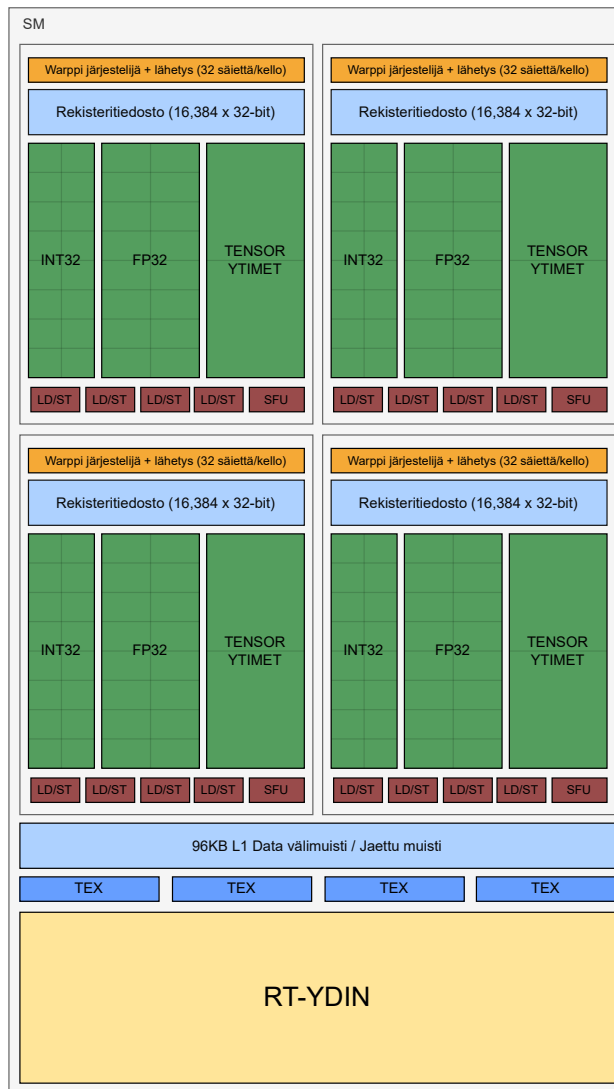 SM
Warppi järjestelijä + lähetys (32 säiettä/kello)
Rekisteritiedosto (16,384 x 32-bit)
INT32
FP32
TENSOR
YTIMET
LD/ST
LD/ST
LD/ST
LD/ST
SFU
Warppi järjestelijä + lähetys (32 säiettä/kello)
Rekisteritiedosto (16,384 x 32-bit)
INT32
FP32
TENSOR
YTIMET
LD/ST
LD/ST
LD/ST
LD/ST
SFU
Warppi järjestelijä + lähetys (32 säiettä/kello)
Rekisteritiedosto (16,384 x 32-bit)
INT32
FP32
TENSOR
YTIMET
LD/ST
LD/ST
LD/ST
LD/ST
SFU
Warppi järjestelijä + lähetys (32 säiettä/kello)
Rekisteritiedosto (16,384 x 32-bit)
INT32
FP32
TENSOR
YTIMET
LD/ST
LD/ST
LD/ST
LD/ST
SFU
96KB L1 Data välimuisti / Jaettu muisti
TEX
TEX
TEX
TEX
RT-YDIN